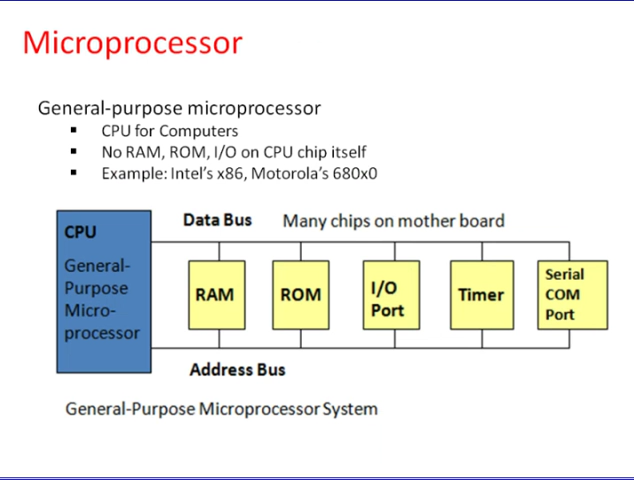 Microprocessor
General-purpose microprocessor
▪ CPU for Computers
▪ No RAM, ROM, I/O on CPU chip itself
▪ Example: Intel's x86, Motorola's 680x0
Data Bus Many chips on mother board
CPU
General-
Purpose
Micro-
processor
RAM
ROM
I/O
Port
Timer
Serial
COM
Port
Address Bus
General-Purpose Microprocessor System